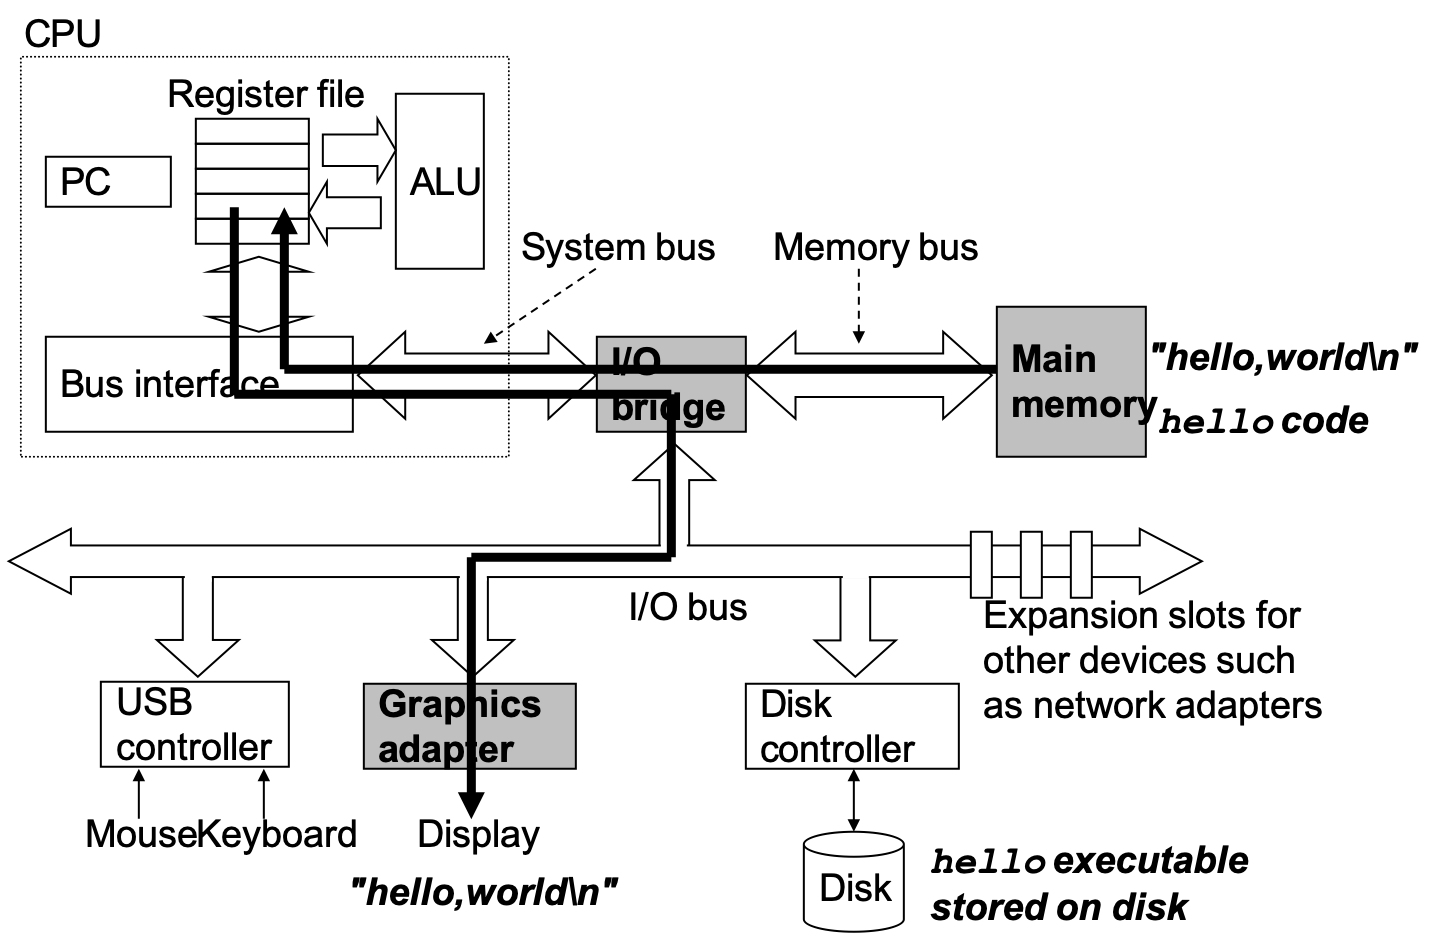 CPU
Register file
PC
ALU
System bus
Memory bus
Bus interface
I/O
bridge
Main
memory
"hello,world\n"
hello code
I/O bus
Expansion slots for
other devices such
as network adapters
USB
controller
Graphics
adapter
Disk
controller
Mouse
Keyboard
Display
"hello,world\n"
Disk
hello executable
stored on disk